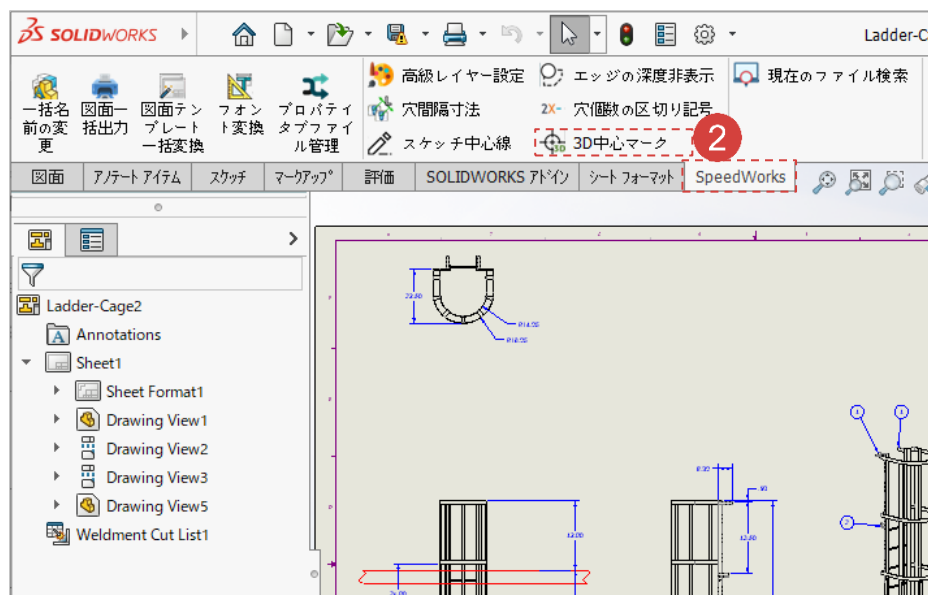 SOLIDWORKS
Ladder-C
一括名前の変更
図面一括出力
図面テンプレート一括変換
フォント変換
プロパティタブファイル管理
高級レイヤー設定
エッジの深度非表示
現在のファイル検索
穴間隔寸法
2X-
穴個数の区切り記号
スケッチ中心線
3D
3D中心マーク
2
図面
アノテート アイテム
スケッチ
マークアップ
評価
SOLIDWORKS アドイン
シート フォーマット
SpeedWorks
Ladder-Cage2
A
Annotations
Sheet1
Sheet Format1
Drawing View1
Drawing View2
Drawing View3
Drawing View5
Weldment Cut List1
1
1
2